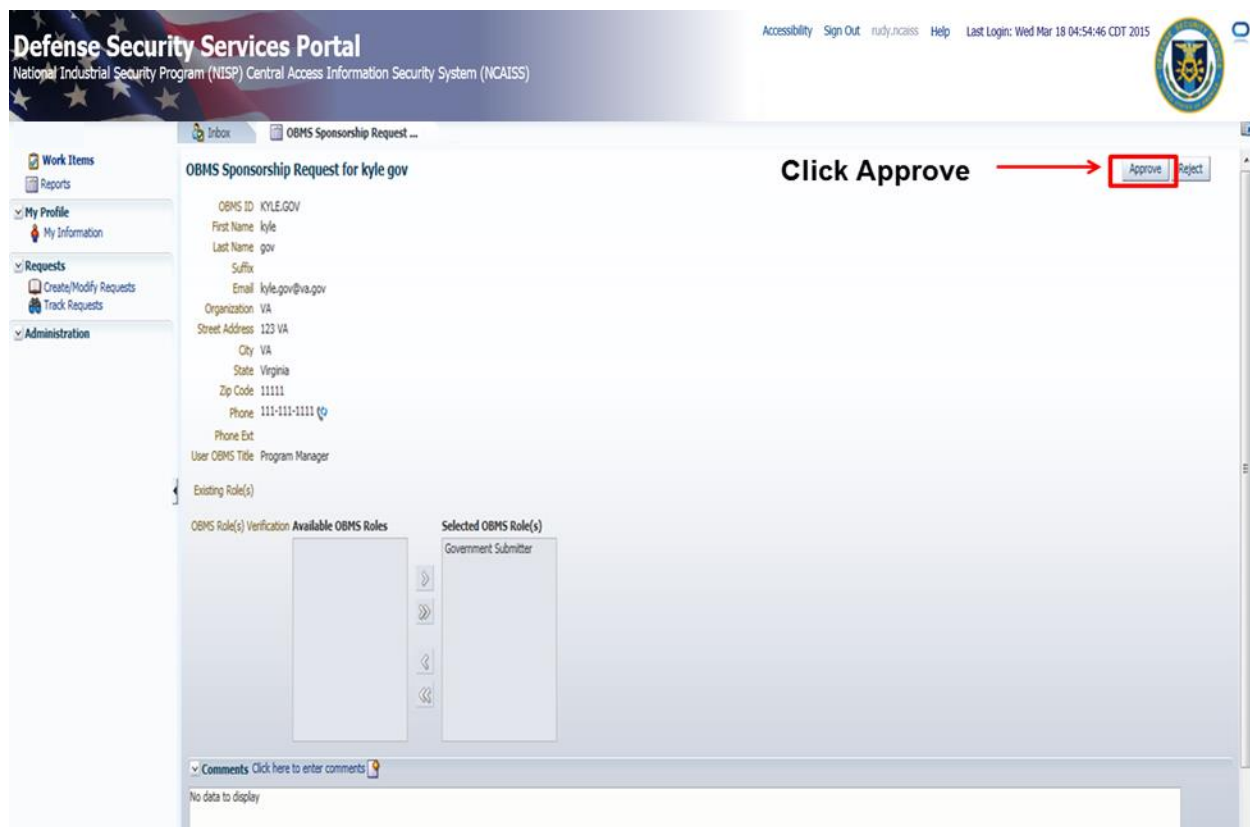 Defense Security Services Portal
National Industrial Security Program (NISP) Central Access Information Security System (NCAISS)
Accessibility Sign Out rudy.ncaiss Help Last Login: Wed Mar 18 04:54:46 CDT 2015
Inbox OBMS Sponsorship Request ...
Work Items
Reports
My Profile
My Information
Requests
Create/Modify Requests
Track Requests
Administration
OBMS Sponsorship Request for kyle gov
Click Approve
Approve Reject
OBMS ID KYLE.GOV
First Name kyle
Last Name gov
Suffix
Email kyle.gov@va.gov
Organization VA
Street Address 123 VA
City VA
State Virginia
Zip Code 11111
Phone 111-111-1111
Phone Ext
User OBMS Title Program Manager
Existing Role(s)
OBMS Role(s) Verification Available OBMS Roles Selected OBMS Role(s)
Government Submitter
Comments Click here to enter comments
No data to display